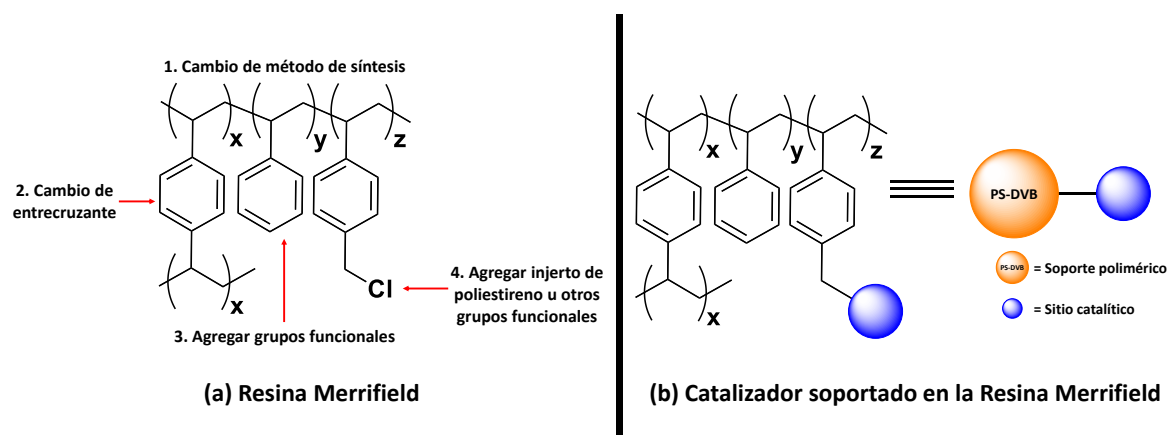 1. Cambio de método de síntesis
x
y
z
2. Cambio de
entrecruzante
Cl
4. Agregar injerto de
poliestireno u otros
grupos funcionales
x
3. Agregar grupos funcionales
(a) Resina Merrifield
x
y
z
PS-DVB
PS-DVB
= Soporte polimérico
= Sitio catalítico
x
(b) Catalizador soportado en la Resina Merrifield